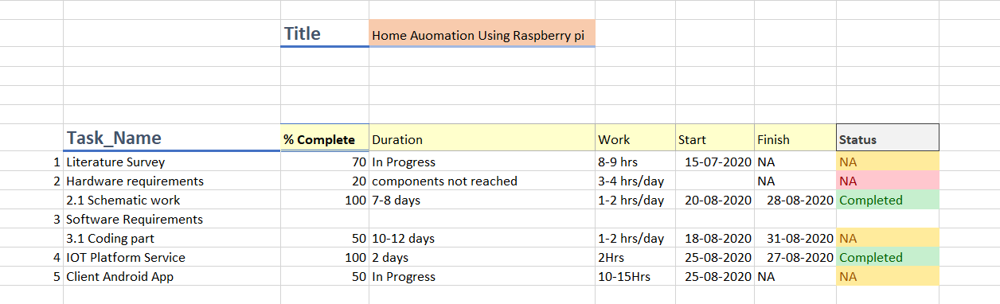 Title Home Auomation Using Raspberry pi
Task_Name % Complete Duration Work Start Finish Status
1 Literature Survey 70 In Progress 8-9 hrs 15-07-2020 NA NA
2 Hardware requirements 20 components not reached 3-4 hrs/day NA NA
2.1 Schematic work 100 7-8 days 1-2 hrs/day 20-08-2020 28-08-2020 Completed
3 Software Requirements
3.1 Coding part 50 10-12 days 1-2 hrs/day 18-08-2020 31-08-2020 NA
4 IOT Platform Service 100 2 days 2Hrs 25-08-2020 27-08-2020 Completed
5 Client Android App 50 In Progress 10-15Hrs 25-08-2020 NA NA